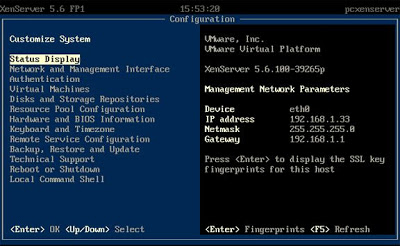 XenServer 5.6 FP1 15:53:20 pcxenserver
Configuration
Customize System
Status Display
Network and Management Interface
Authentication
Virtual Machines
Disks and Storage Repositories
Resource Pool Configuration
Hardware and BIOS Information
Keyboard and Timezone
Remote Service Configuration
Backup, Restore and Update
Technical Support
Reboot or Shutdown
Local Command Shell
<Enter> OK <Up/Down> Select
VMware, Inc.
VMware Virtual Platform
XenServer 5.6.100-39265p
Management Network Parameters
Device eth0
IP address 192.168.1.33
Netmask 255.255.255.0
Gateway 192.168.1.1
Press <Enter> to display the SSL key
fingerprints for this host
<Enter> Fingerprints <F5> Refresh